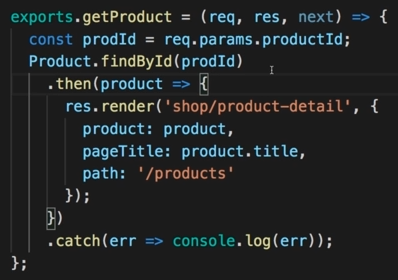 exports.getProduct = (req, res, next) => {
  const prodId = req.params.productId;
  Product.findById(prodId)
    .then(product => {
      res.render('shop/product-detail', {
        product: product,
        pageTitle: product.title,
        path: '/products'
      });
    })
    .catch(err => console.log(err));
};